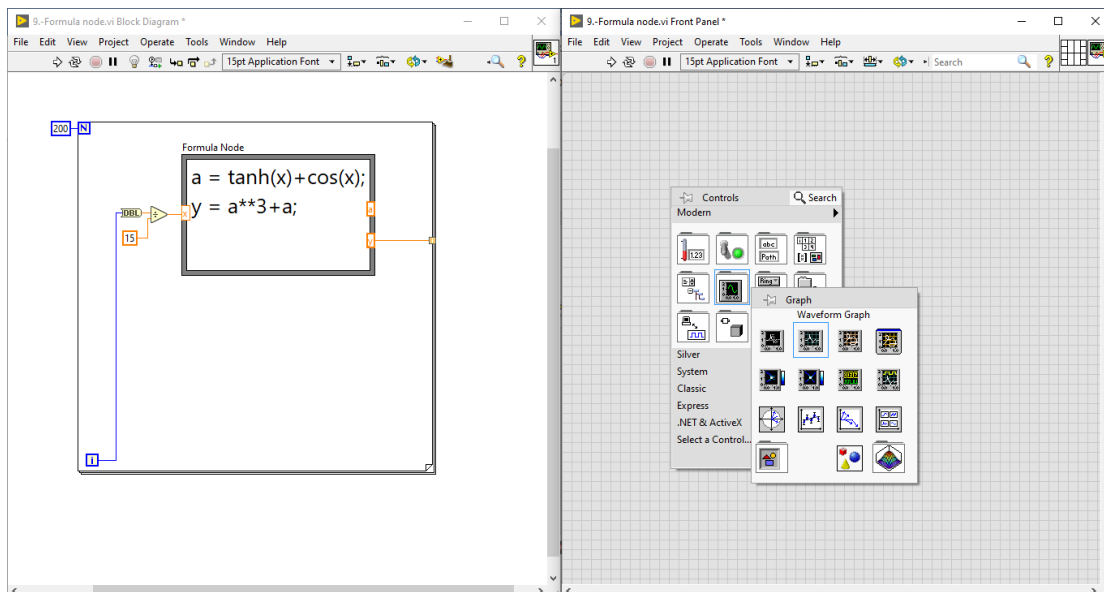 9.-Formula node.vi Block Diagram *
File Edit View Project Operate Tools Window Help
15pt Application Font
200 N
Formula Node
a = tanh(x)+cos(x);
y = a**3+a;
DBL
÷
x
a
y
15
i
9.-Formula node.vi Front Panel *
File Edit View Project Operate Tools Window Help
15pt Application Font
Search
Controls
Search
Modern
1.23
abc
Path
Ring
Graph
Waveform Graph
Silver
System
Classic
Express
.NET & ActiveX
Select a Control...